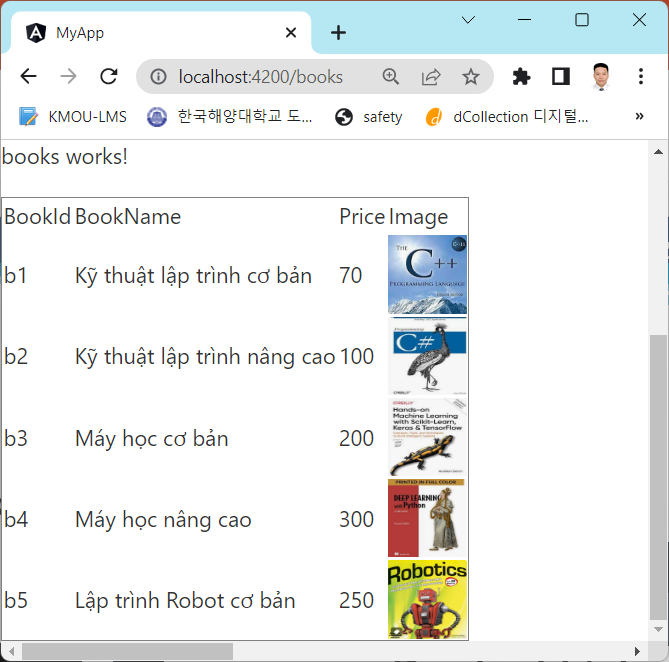 MyApp
localhost:4200/books
KMOU-LMS 한국해양대학교 도... safety dCollection 디지털... »
books works!
BookId BookName Price Image
b1 Kỹ thuật lập trình cơ bản 70
THE
C++
PROGRAMMING LANGUAGE
b2 Kỹ thuật lập trình nâng cao 100
Programming
C#
O'REILLY
b3 Máy học cơ bản 200
O'REILLY
Hands-on
Machine Learning
with Scikit-Learn,
Keras & TensorFlow
b4 Máy học nâng cao 300
PRINTED IN FULL COLOR
DEEP LEARNING
with Python
b5 Lập trình Robot cơ bản 250
Robotics